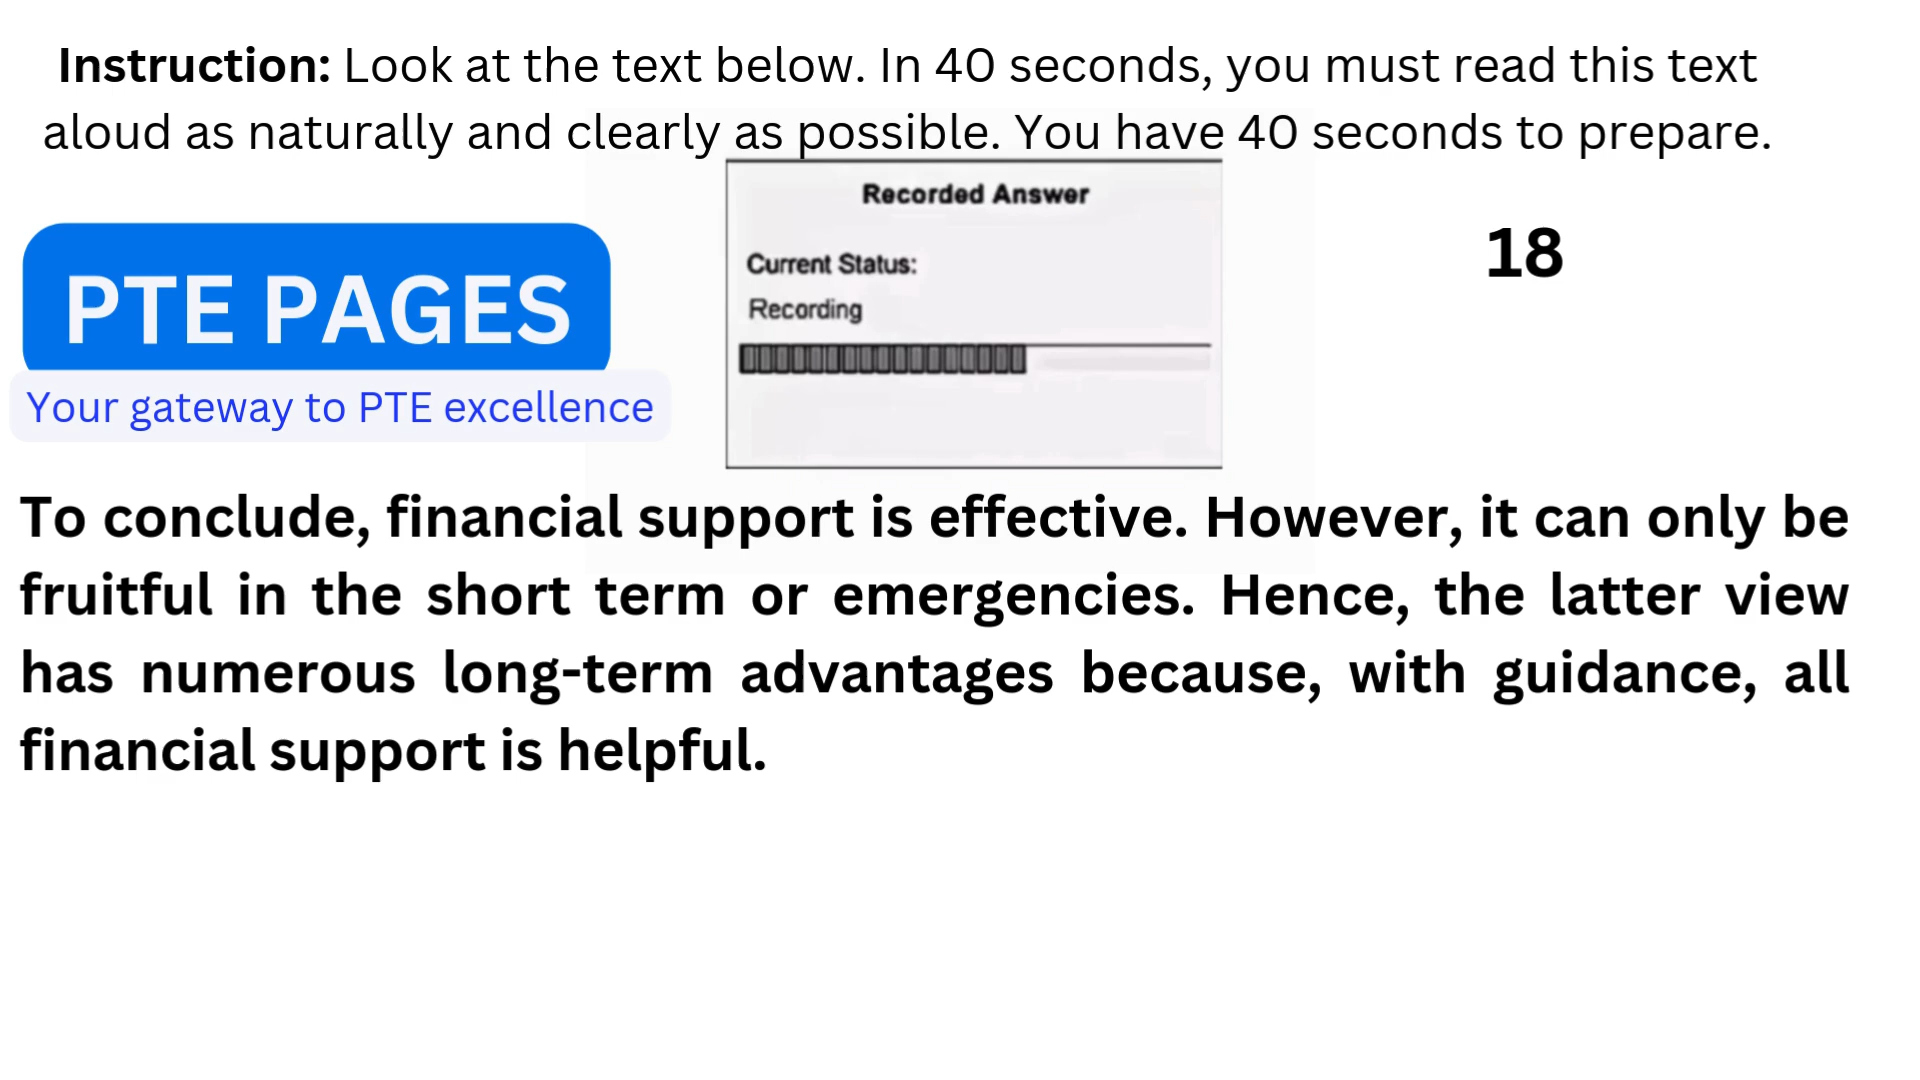 Instruction: Look at the text below. In 40 seconds, you must read this text
aloud as naturally and clearly as possible. You have 40 seconds to prepare.
Recorded Answer
18
Current Status:
Recording
PTE PAGES
Your gateway to PTE excellence
To conclude, financial support is effective. However, it can only be
fruitful in the short term or emergencies. Hence, the latter view
has numerous long-term advantages because, with guidance, all
financial support is helpful.